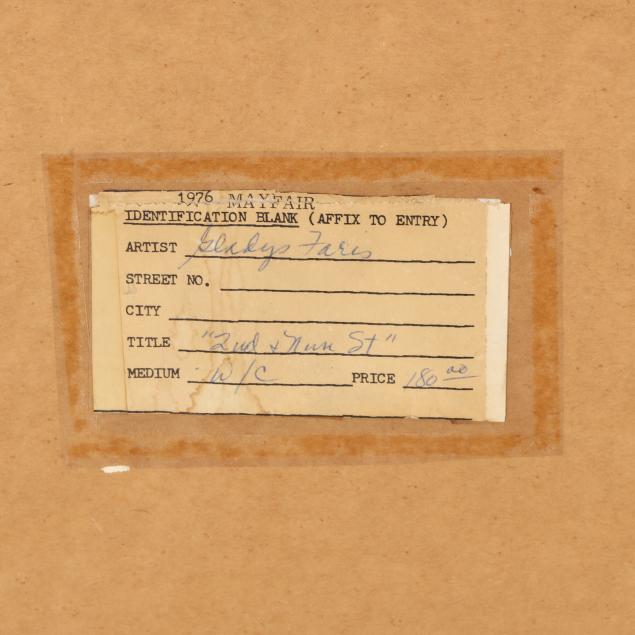 1976 MAYFAIR
IDENTIFICATION BLANK (AFFIX TO ENTRY)
ARTIST Gladys Faris
STREET NO.
CITY
TITLE "2nd & Nun St"
MEDIUM W/C PRICE 180.00